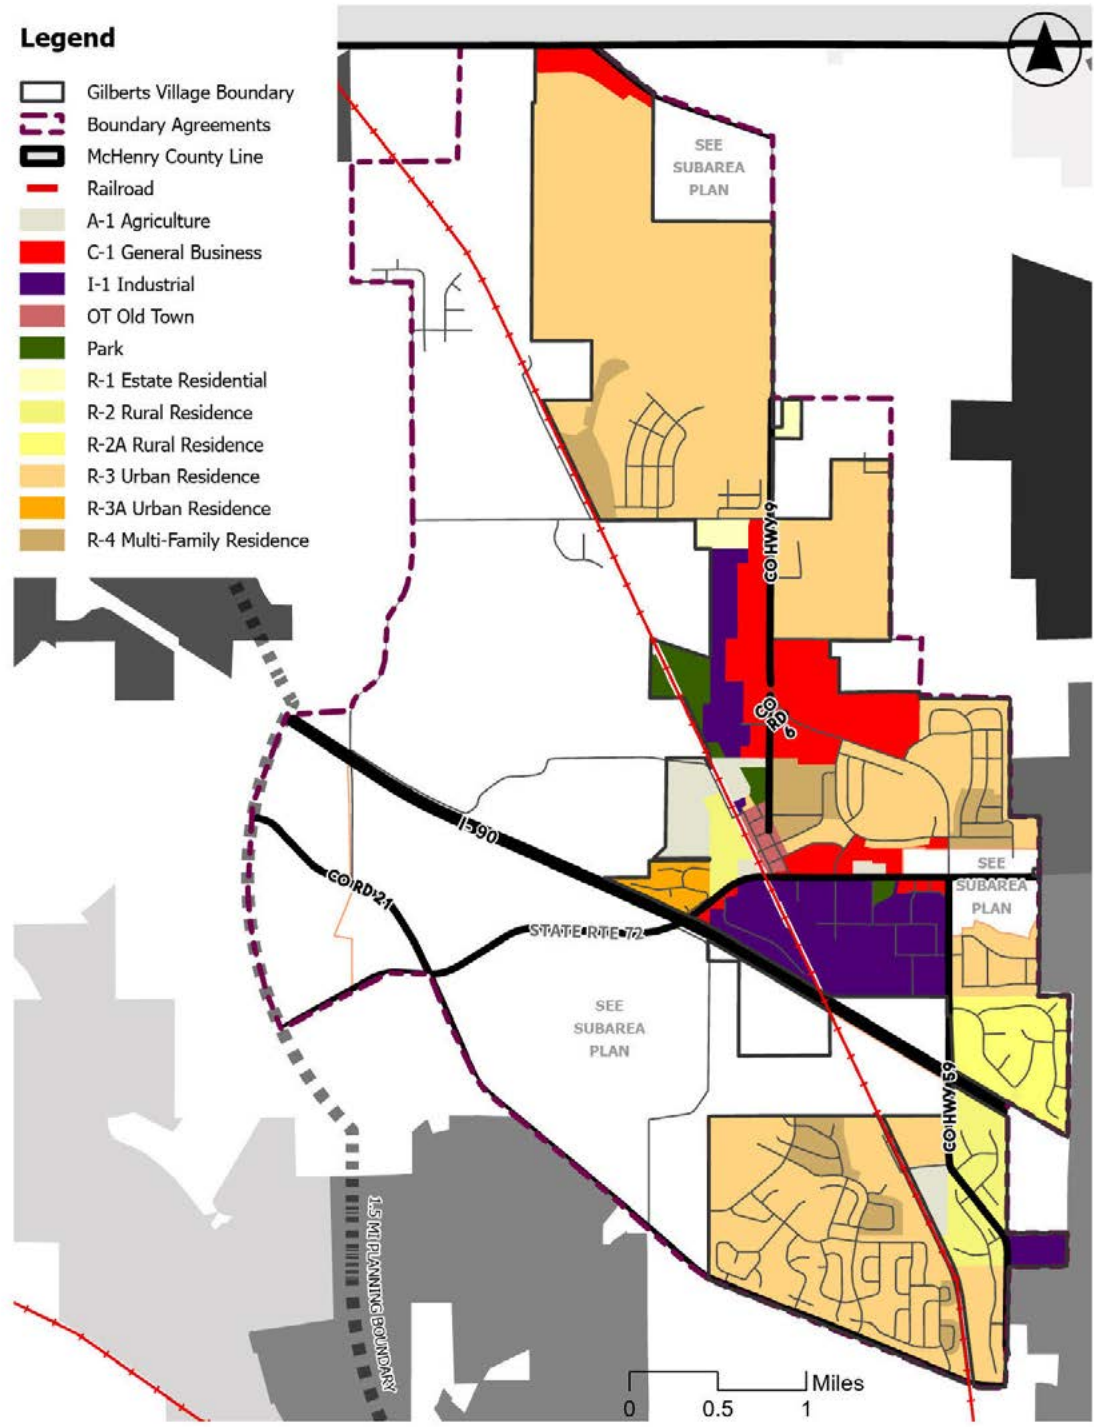 Legend
Gilberts Village Boundary
Boundary Agreements
McHenry County Line
Railroad
A-1 Agriculture
C-1 General Business
I-1 Industrial
OT Old Town
Park
R-1 Estate Residential
R-2 Rural Residence
R-2A Rural Residence
R-3 Urban Residence
R-3A Urban Residence
R-4 Multi-Family Residence
SEE
SUBAREA
PLAN
CO HWY 9
CO
RD 6
I-90
CO RD 21
STATE RTE 72
SEE
SUBAREA
PLAN
SEE
SUBAREA
PLAN
CO HWY 59
1.5 MI PLANNING BOUNDARY
Miles
0 0.5 1